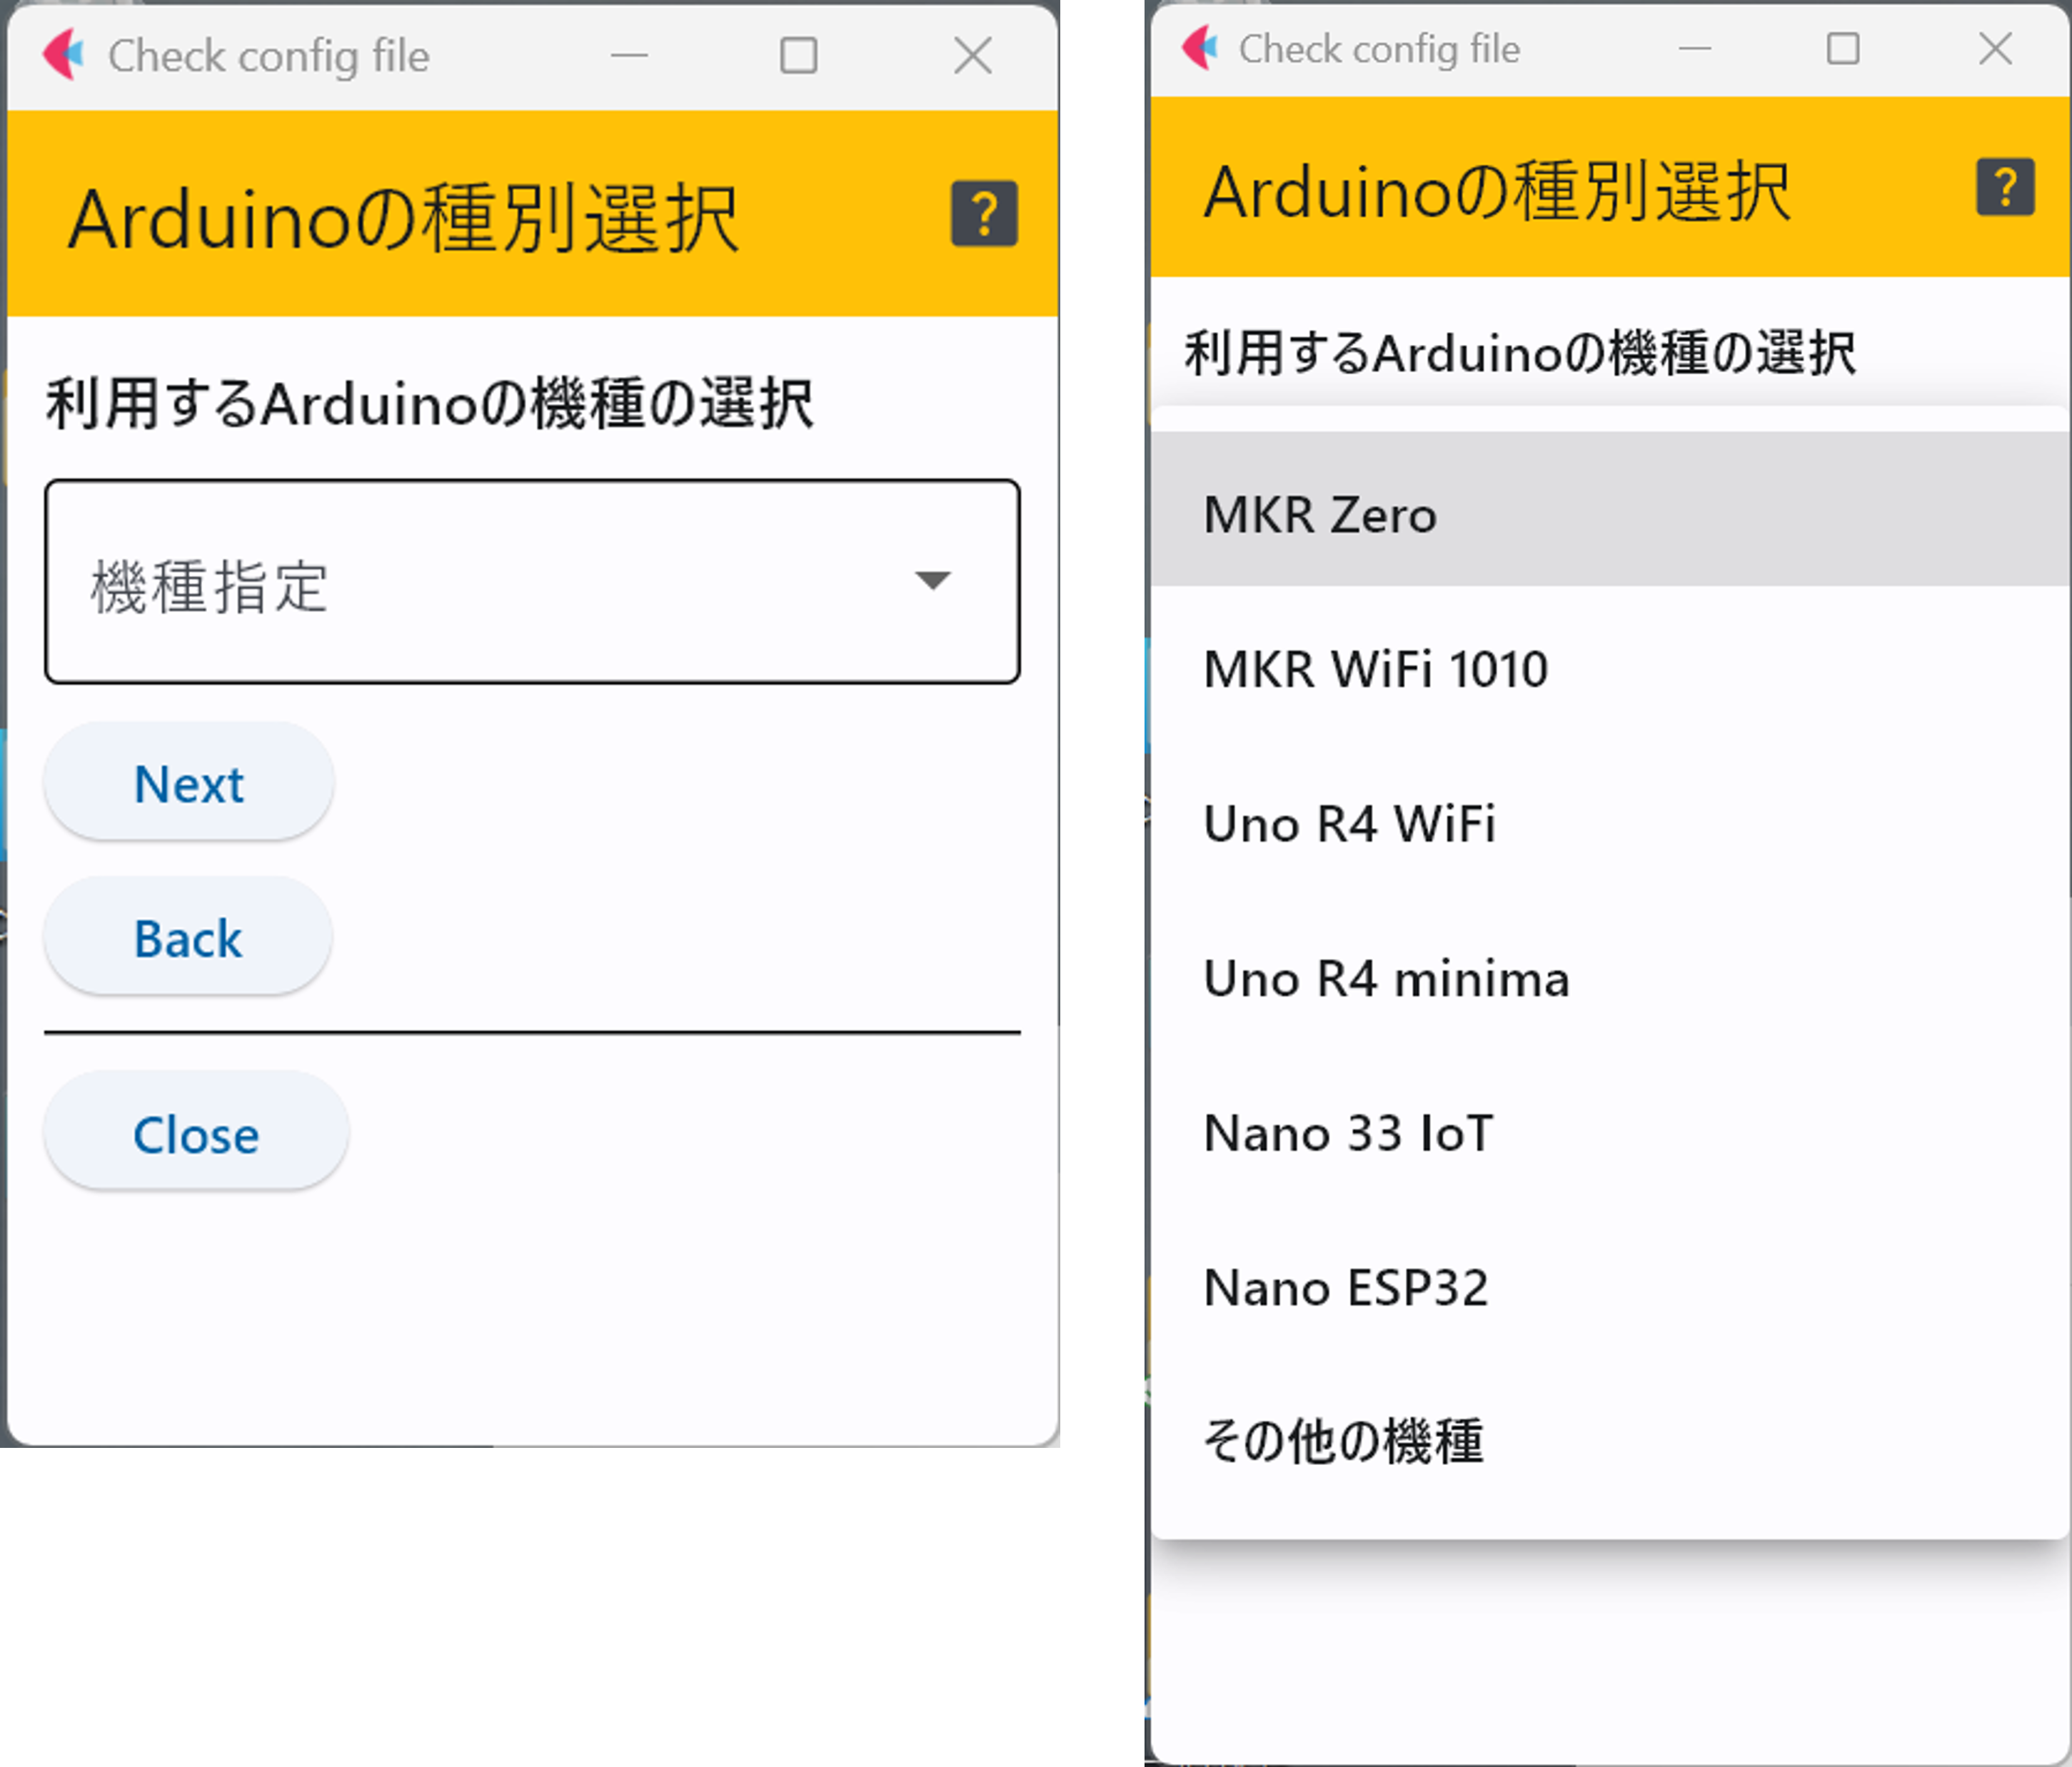 Check config file
Arduinoの種別選択
?
利用するArduinoの機種の選択
機種指定
Next
Back
Close
Check config file
Arduinoの種別選択
?
利用するArduinoの機種の選択
MKR Zero
MKR WiFi 1010
Uno R4 WiFi
Uno R4 minima
Nano 33 IoT
Nano ESP32
その他の機種